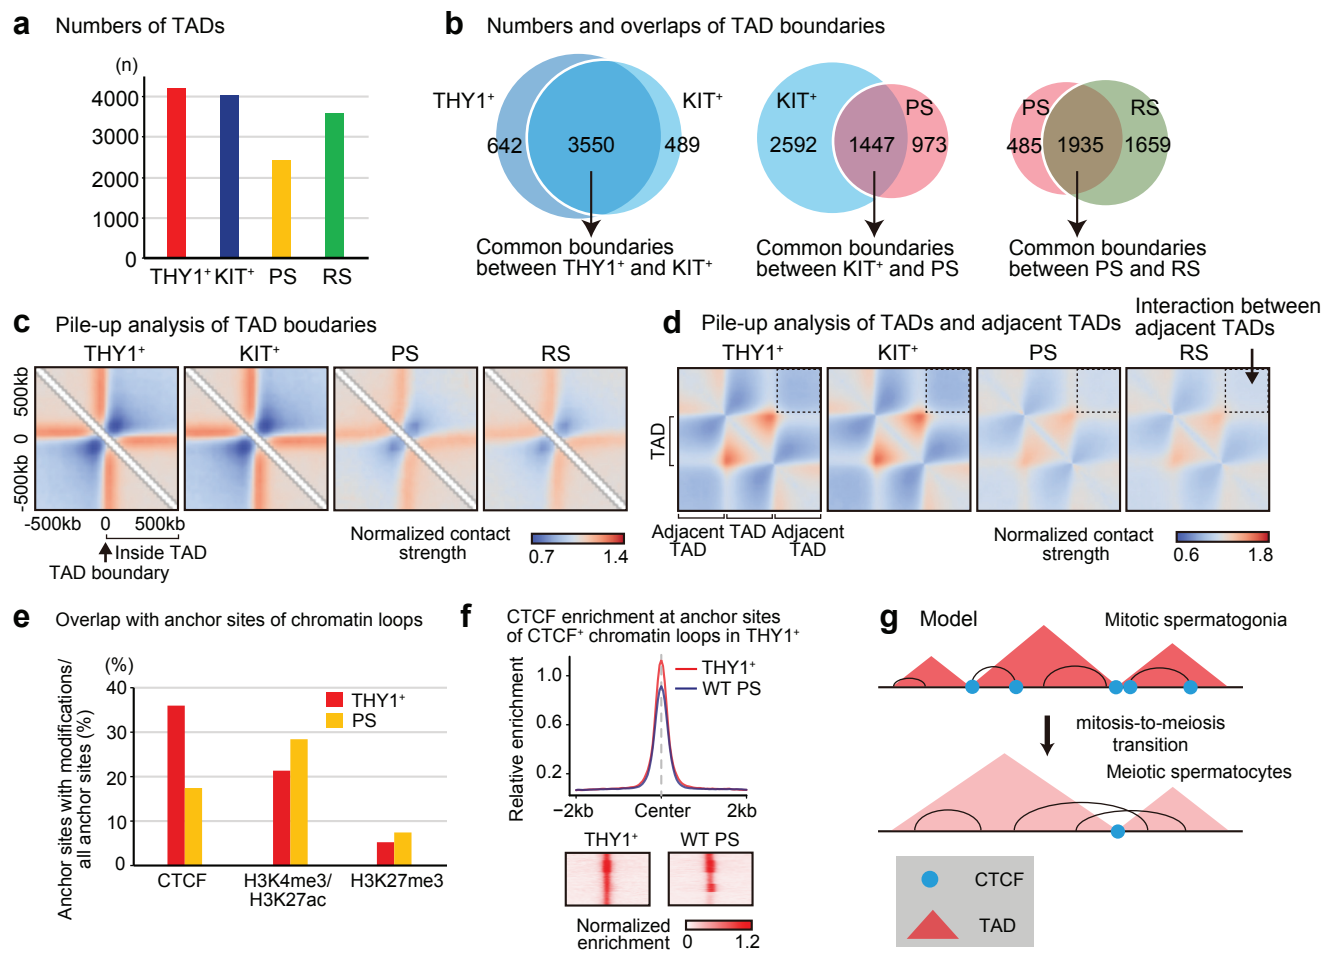 a Numbers of TADs
(n)
4000
3000
2000
1000
0
THY1⁺ KIT⁺ PS RS
b Numbers and overlaps of TAD boundaries
THY1⁺ KIT⁺
642 3550 489
Common boundaries
between THY1⁺ and KIT⁺
KIT⁺ PS
2592 1447 973
Common boundaries
between KIT⁺ and PS
PS RS
485 1935 1659
Common boundaries
between PS and RS
c Pile-up analysis of TAD boudaries
THY1⁺ KIT⁺ PS RS
500kb
0
-500kb
-500kb 0 500kb
Inside TAD
TAD boundary
Normalized contact
strength
0.7 1.4
d Pile-up analysis of TADs and adjacent TADs
Interaction between
adjacent TADs
THY1⁺ KIT⁺ PS RS
TAD
Adjacent TAD TAD Adjacent TAD
Normalized contact
strength
0.6 1.8
e Overlap with anchor sites of chromatin loops
(%)
Anchor sites with modifications/
all anchor sites (%)
40
30
20
10
0
THY1⁺
PS
CTCF H3K4me3/ H3K27me3
H3K27ac
f CTCF enrichment at anchor sites
of CTCF⁺ chromatin loops in THY1⁺
Relative enrichment
1.0
0.6
0.2
THY1⁺
WT PS
−2kb Center 2kb
THY1⁺ WT PS
Normalized
enrichment
0 1.2
g Model
Mitotic spermatogonia
mitosis-to-meiosis
transition
Meiotic spermatocytes
CTCF
TAD